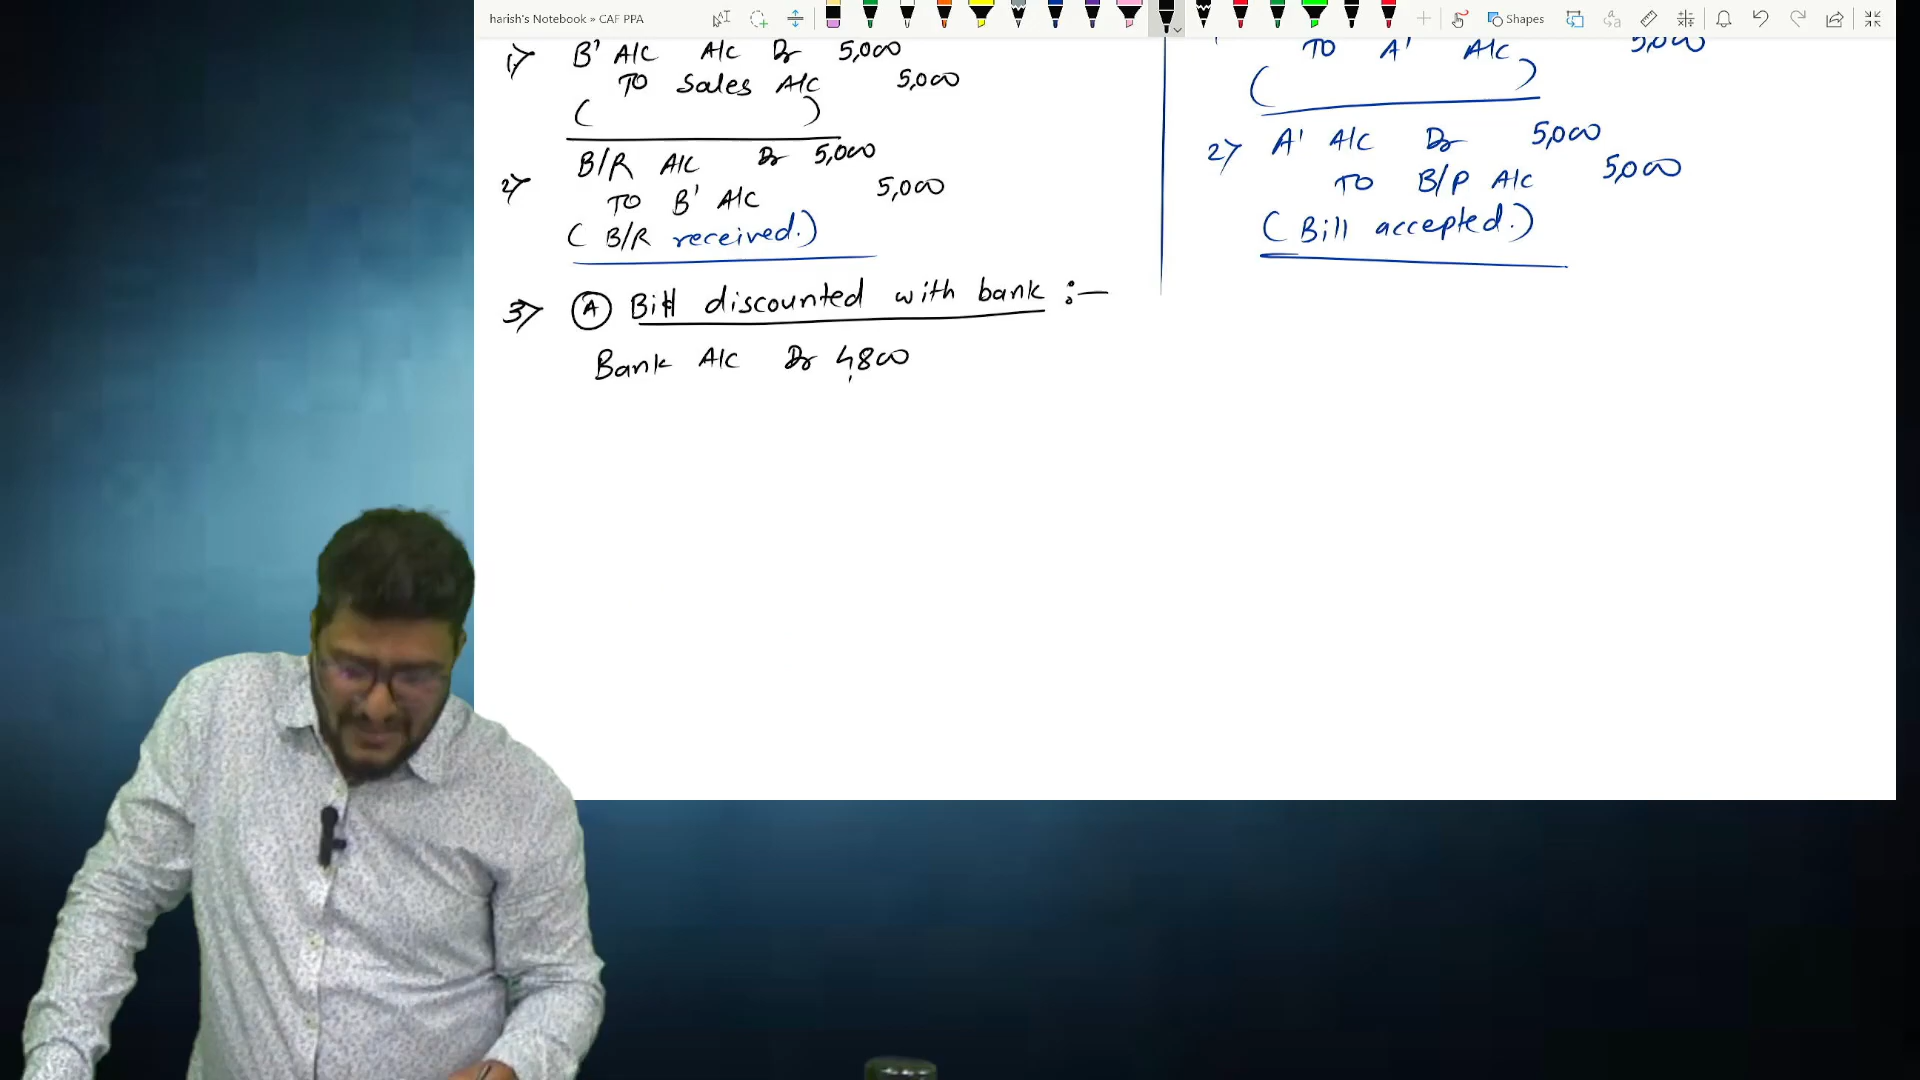 harish's Notebook » CAF PPA
Shapes
1) B' A/c A/c Dr 5,000
TO Sales A/c 5,000
( )
2) B/R A/c Dr 5,000
TO B' A/c 5,000
( B/R received.)
3) (A) Bill discounted with bank :-
Bank A/c Dr 4,800
TO A' A/c 5,000
( )
2) A' A/c Dr 5,000
TO B/P A/c 5,000
( Bill accepted.)